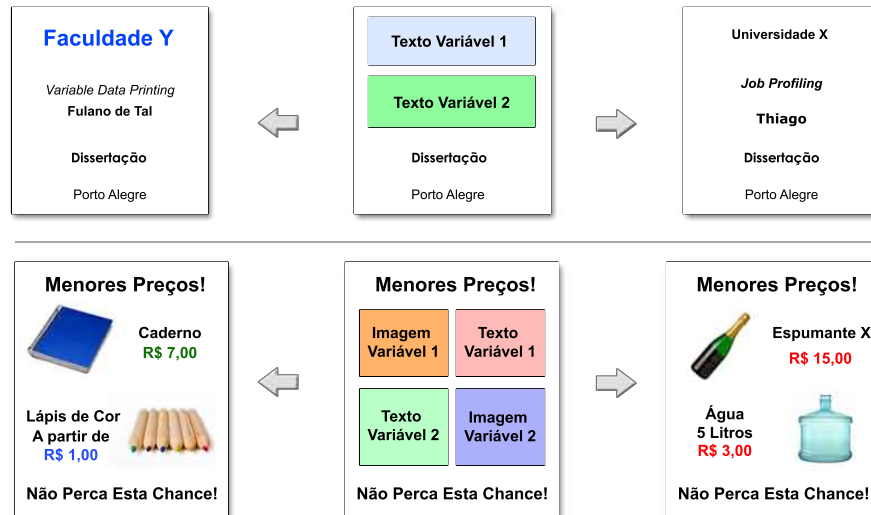 Faculdade Y
Variable Data Printing
Fulano de Tal
Dissertação
Porto Alegre
Texto Variável 1
Texto Variável 2
Dissertação
Porto Alegre
Universidade X
Job Profiling
Thiago
Dissertação
Porto Alegre
Menores Preços!
Caderno
R$ 7,00
Lápis de Cor
A partir de
R$ 1,00
Não Perca Esta Chance!
Menores Preços!
Imagem
Variável 1
Texto
Variável 1
Texto
Variável 2
Imagem
Variável 2
Não Perca Esta Chance!
Menores Preços!
Espumante X
R$ 15,00
Água
5 Litros
R$ 3,00
Não Perca Esta Chance!